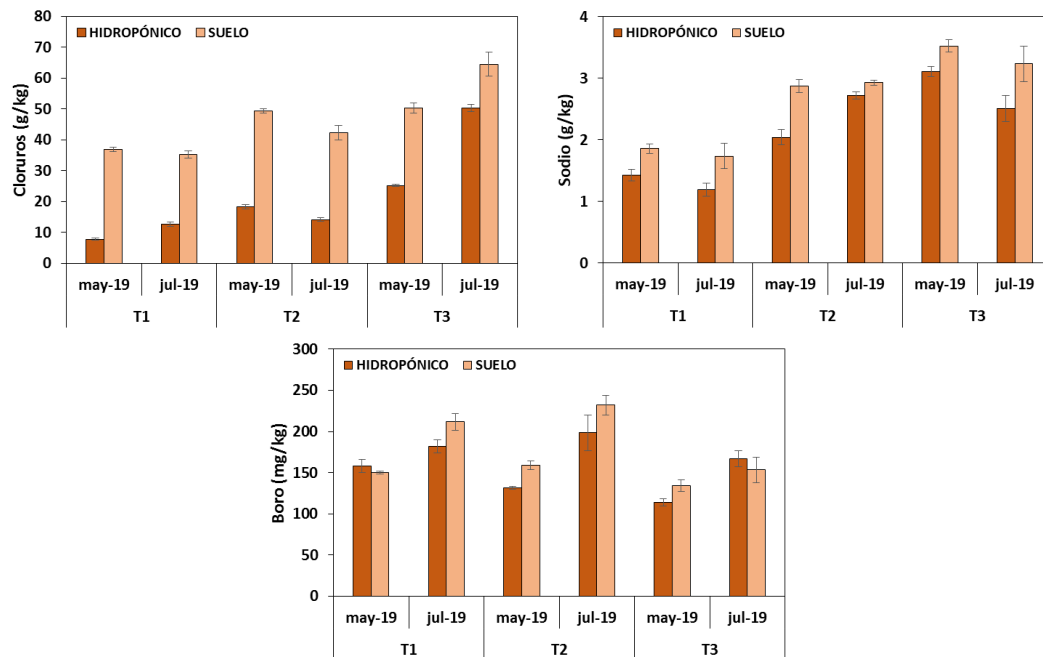 Cloruros (g/kg)
80
70
60
50
40
30
20
10
0
HIDROPÓNICO SUELO
may-19 jul-19 may-19 jul-19 may-19 jul-19
T1 T2 T3
Sodio (g/kg)
4
3
2
1
0
HIDROPÓNICO SUELO
may-19 jul-19 may-19 jul-19 may-19 jul-19
T1 T2 T3
Boro (mg/kg)
300
250
200
150
100
50
0
HIDROPÓNICO SUELO
may-19 jul-19 may-19 jul-19 may-19 jul-19
T1 T2 T3